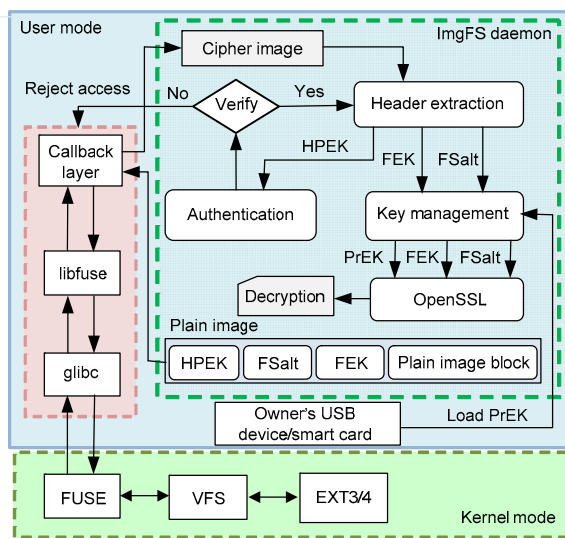 User mode
ImgFS daemon
Cipher image
Reject access
No
Verify
Yes
Header extraction
HPEK
FEK
FSalt
Callback
layer
Authentication
Key management
PrEK
FEK
FSalt
libfuse
Decryption
OpenSSL
Plain image
HPEK
FSalt
FEK
Plain image block
glibc
Owner's USB
device/smart card
Load PrEK
FUSE
VFS
EXT3/4
Kernel mode